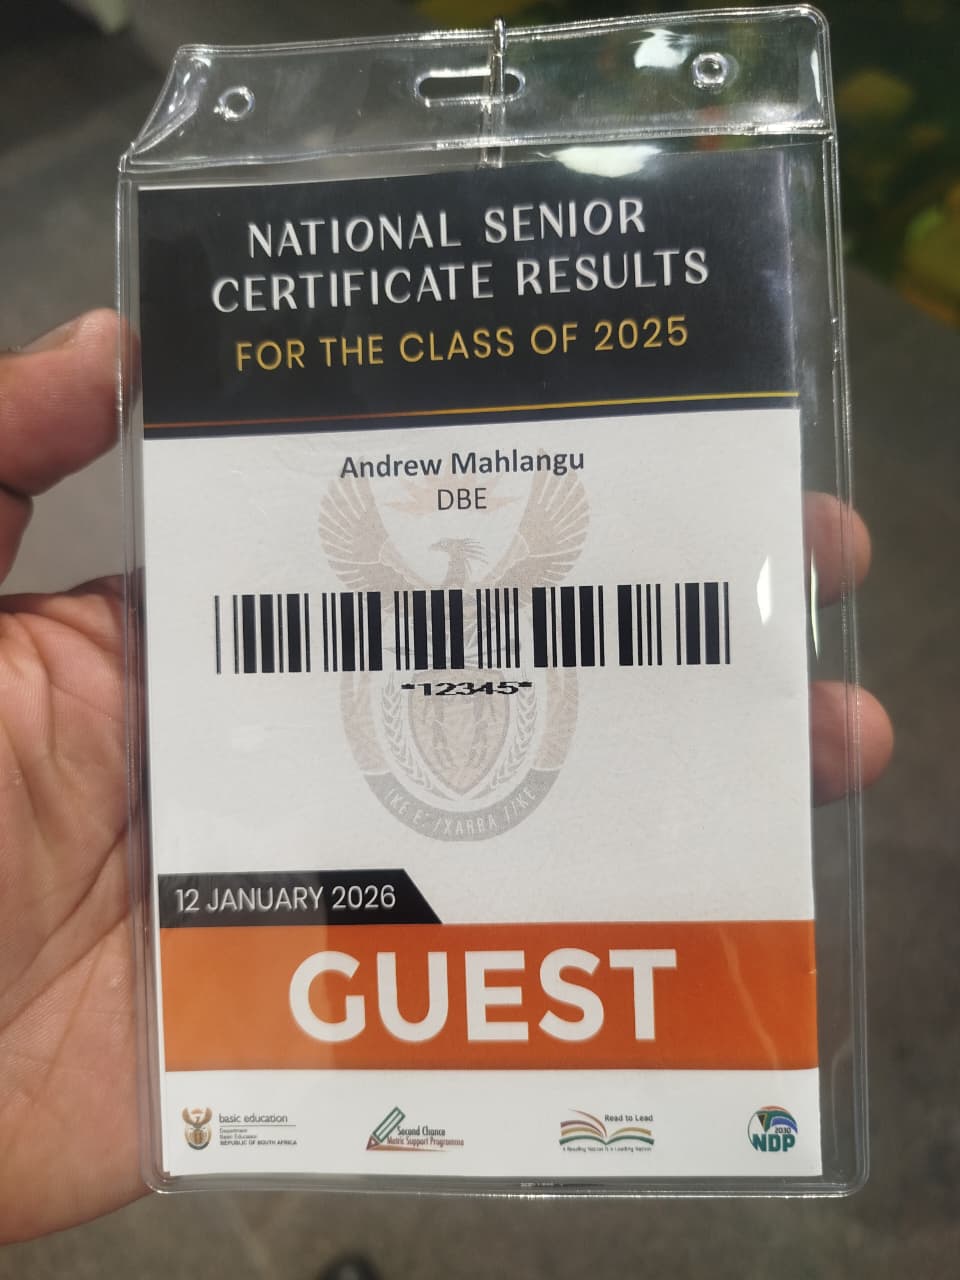 NATIONAL SENIOR
CERTIFICATE RESULTS
FOR THE CLASS OF 2025
Andrew Mahlangu
DBE
*12345*
!KE E: /XARRA //KE
12 JANUARY 2026
GUEST
basic education
Department:
Basic Education
REPUBLIC OF SOUTH AFRICA
Second Chance
Matric Support Programme
Read to Lead
A Reading Nation is a Leading Nation
2030
NDP